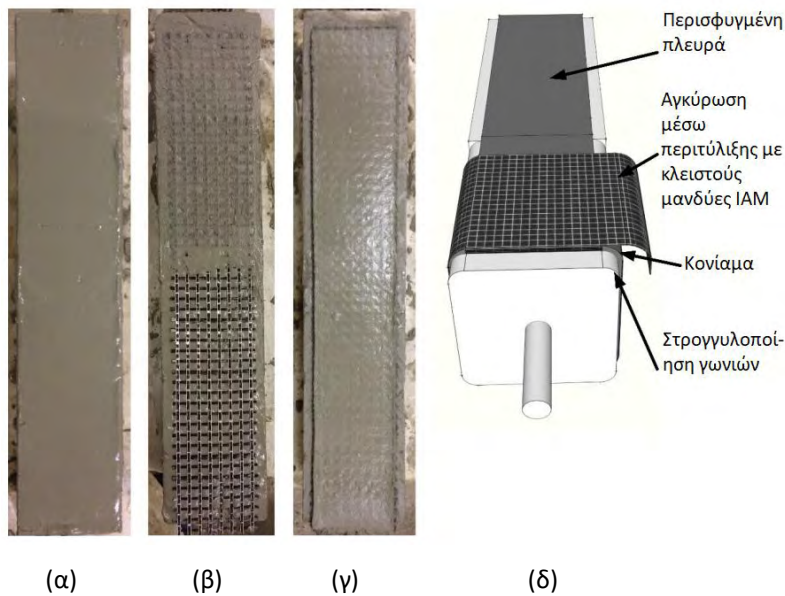 Περισφυγμένη
πλευρά
Αγκύρωση
μέσω
περιτύλιξης με
κλειστούς
μανδύες ΙΑΜ
Κονίαμα
Στρογγυλοποί-
ηση γωνιών
(α)
(β)
(γ)
(δ)